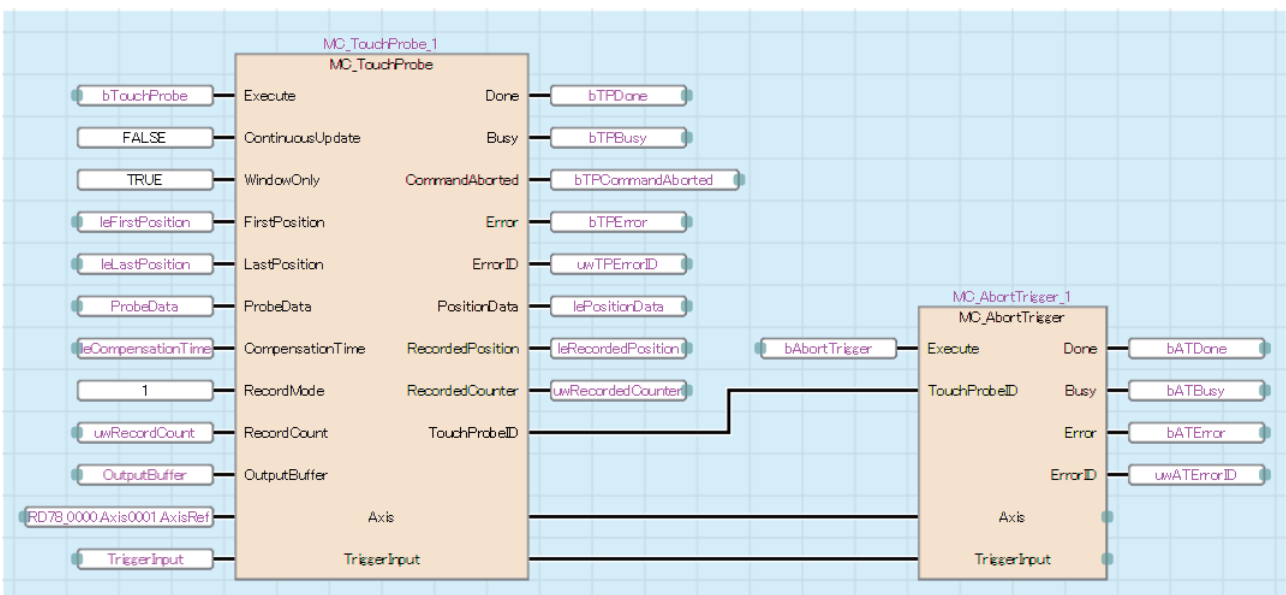 MC_TouchProbe_1
MC_TouchProbe
bTouchProbe Execute Done bTPDone
FALSE ContinuousUpdate Busy bTPBusy
TRUE WindowOnly CommandAborted bTPCommandAborted
leFirstPosition FirstPosition Error bTPError
leLastPosition LastPosition ErrorID uwTPErrorID
ProbeData ProbeData PositionData lePositionData
leCompensationTime CompensationTime RecordedPosition leRecordedPosition
1 RecordMode RecordedCounter uwRecordedCounter
uwRecordCount RecordCount TouchProbeID
OutputBuffer OutputBuffer
RD78_0000.Axis0001.AxisRef Axis
TriggerInput TriggerInput
MC_AbortTrigger_1
MC_AbortTrigger
bAbortTrigger Execute Done bATDone
TouchProbeID Busy bATBusy
Error bATError
ErrorID uwATErrorID
Axis
TriggerInput